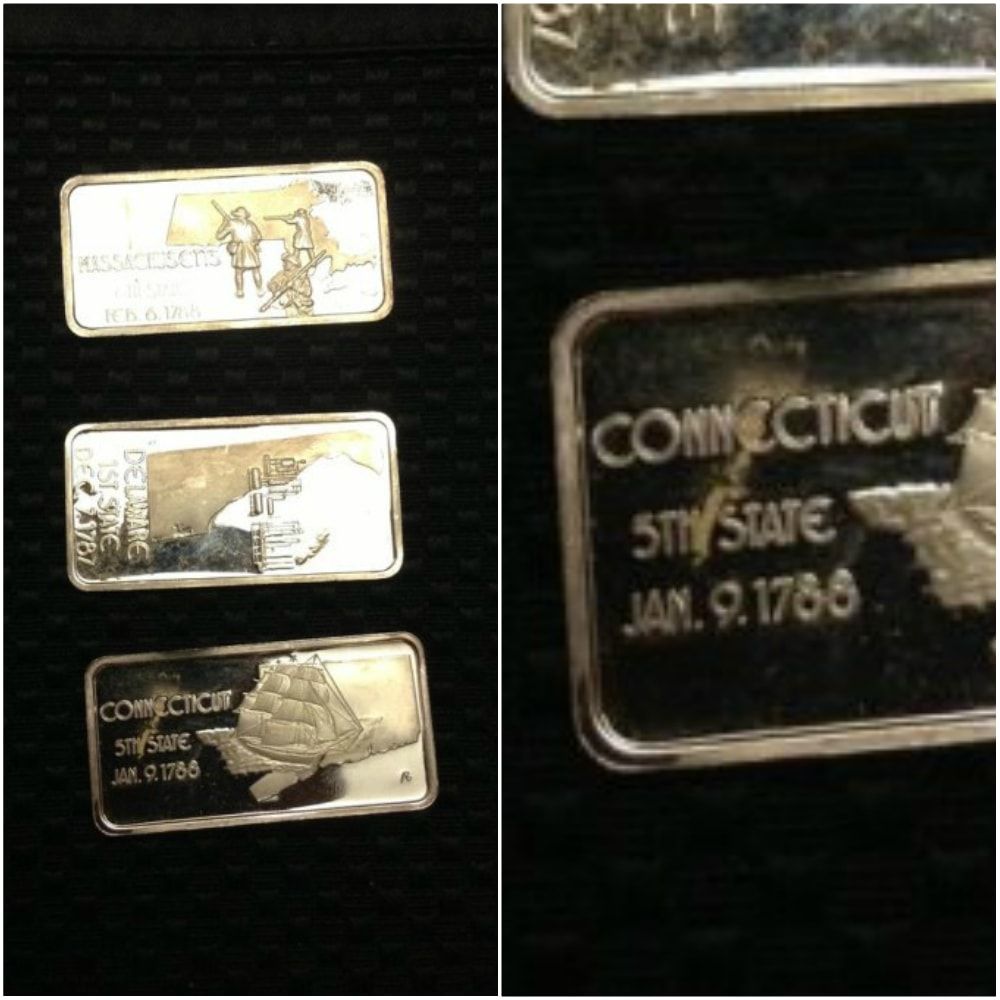 MASSACHUSETTS
6TH STATE
FEB. 6. 1788
DELAWARE
1ST STATE
DEC. 7. 1787
CONNECTICUT
5TH STATE
JAN. 9. 1788
CONNECTICUT
5TH STATE
JAN. 9. 1788